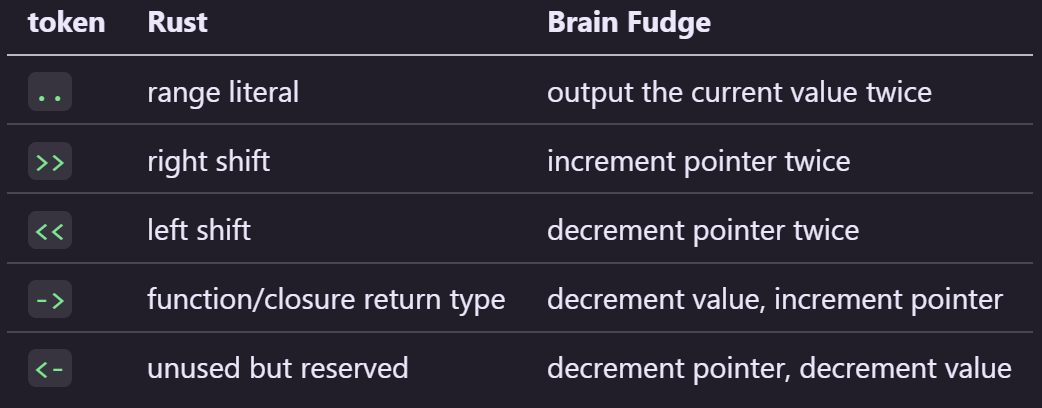 token Rust Brain Fudge
.. range literal output the current value twice
>> right shift increment pointer twice
<< left shift decrement pointer twice
-> function/closure return type decrement value, increment pointer
<- unused but reserved decrement pointer, decrement value